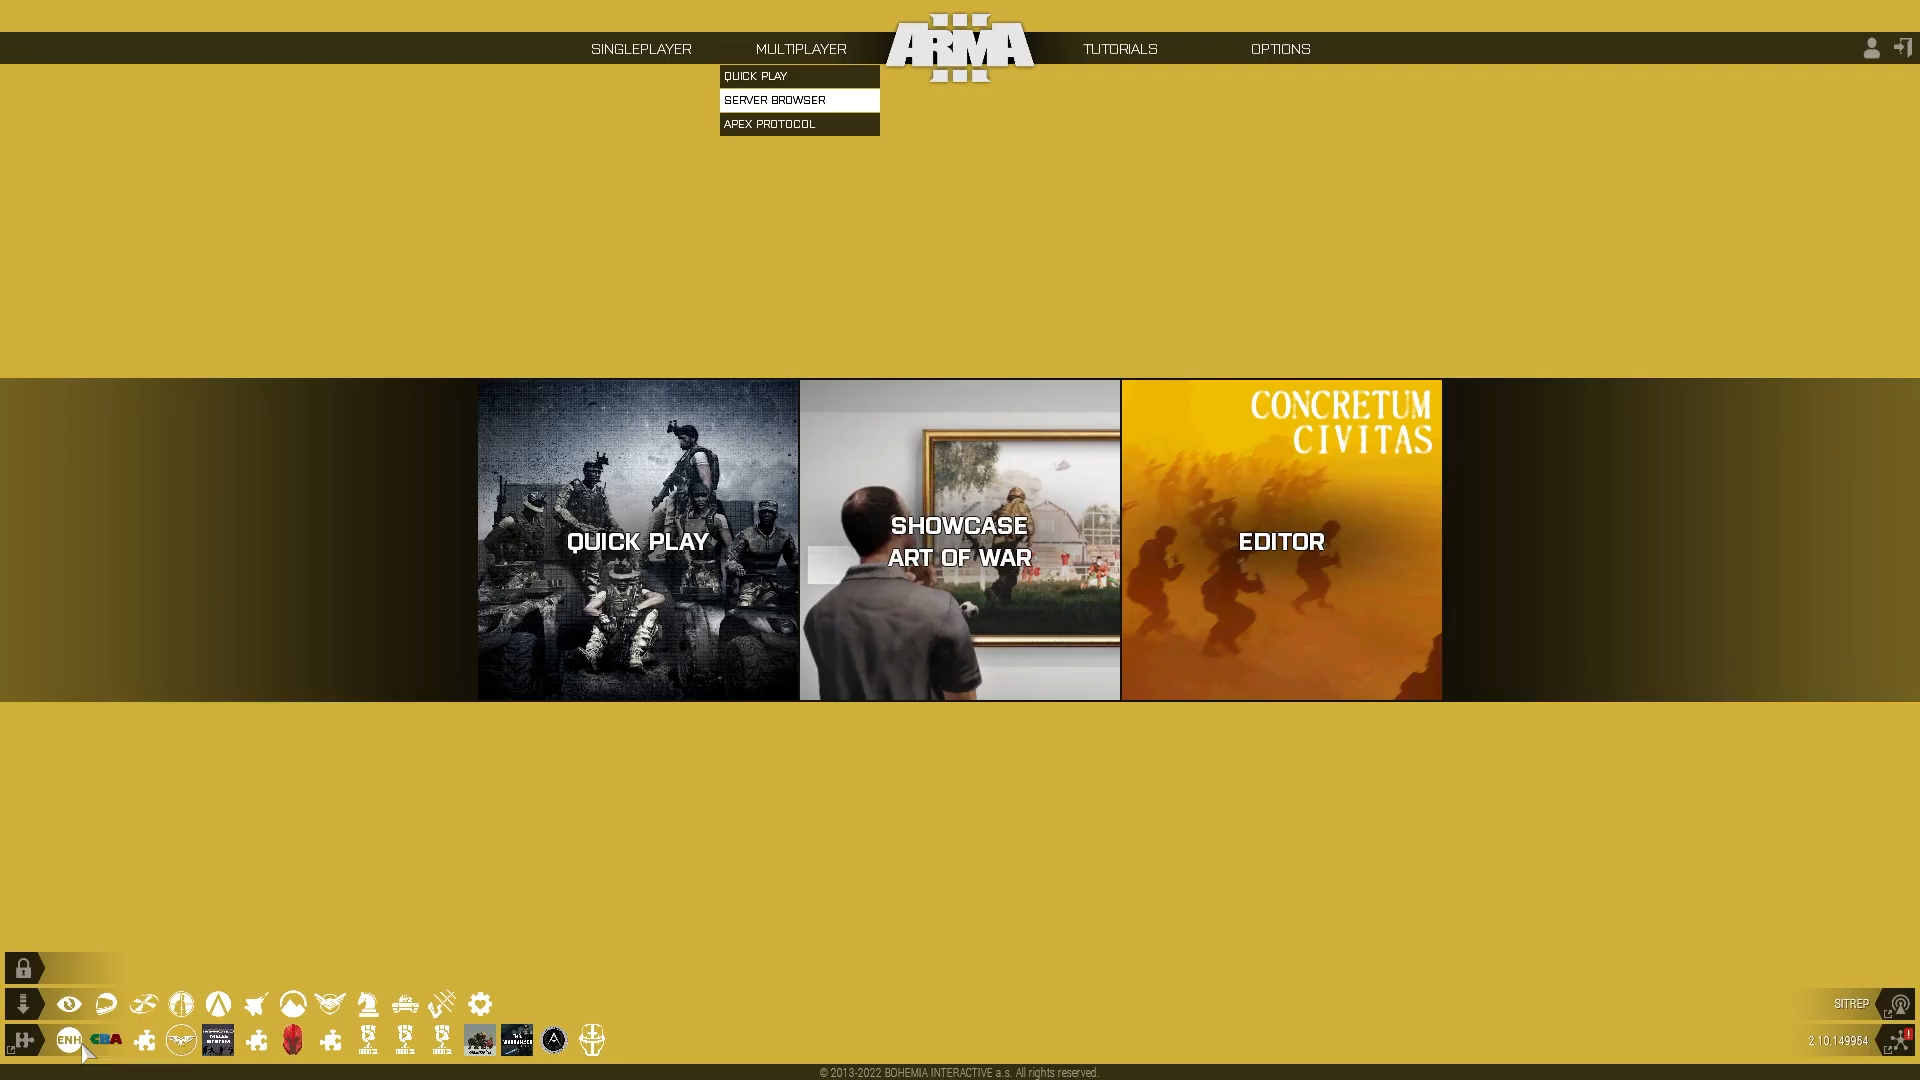 SINGLEPLAYER
MULTIPLAYER
ARMA
III
TUTORIALS
OPTIONS
QUICK PLAY
SERVER BROWSER
APEX PROTOCOL
QUICK PLAY
SHOWCASE
ART OF WAR
CONCRETUM
CIVITAS
EDITOR
SITREP
ENH
CBA
2.10.149954
© 2013-2022 BOHEMIA INTERACTIVE a.s. All rights reserved.